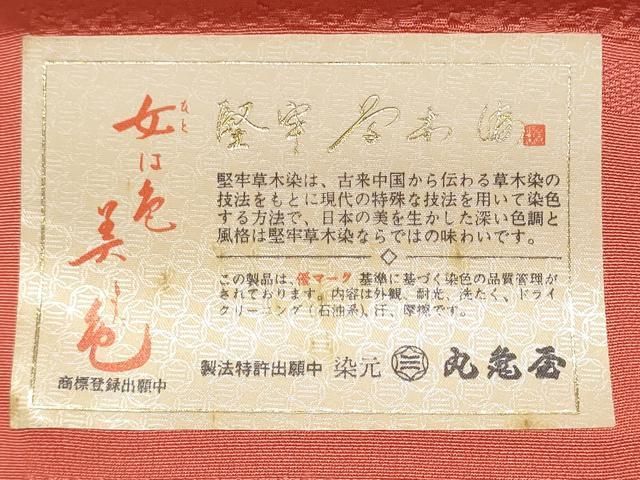 堅牢草木染
堅牢草木染は、古来中国から伝わる草木染の
技法をもとに現代の特殊な技法を用いて染色
する方法で、日本の美を生かした深い色調と
風格は堅牢草木染ならではの味わいです。
この製品は、優マーク基準に基づく染色の品質管理が
されております。内容は外観、耐光、洗たく、ドライ
クリーニング(石油系)、汗、摩擦です。
製法特許出願中 染元 丸亀屋
ひと
女は色
美しき色
商標登録出願中